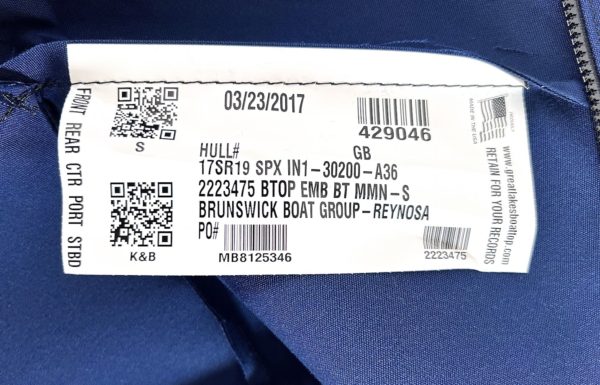 FRONT REAR CTR PORT STBD
S
K&B
03/23/2017
429046
HULL# GB
17SR19 SPX IN1-30200-A36
2223475 BTOP EMB BT MMN-S
BRUNSWICK BOAT GROUP-REYNOSA
PO#
MB8125346
2223475
MADE IN THE USA
www.greatlakesboattop.com
RETAIN FOR YOUR RECORDS